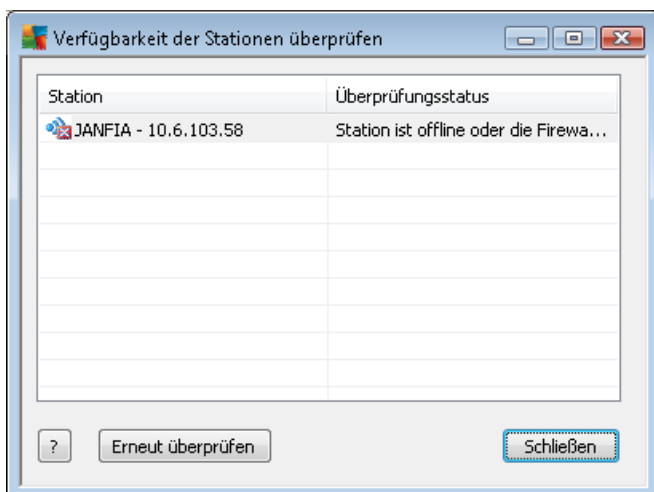 Verfügbarkeit der Stationen überprüfen
Station Überprüfungsstatus
JANFIA - 10.6.103.58 Station ist offline oder die Firewa...
? Erneut überprüfen Schließen